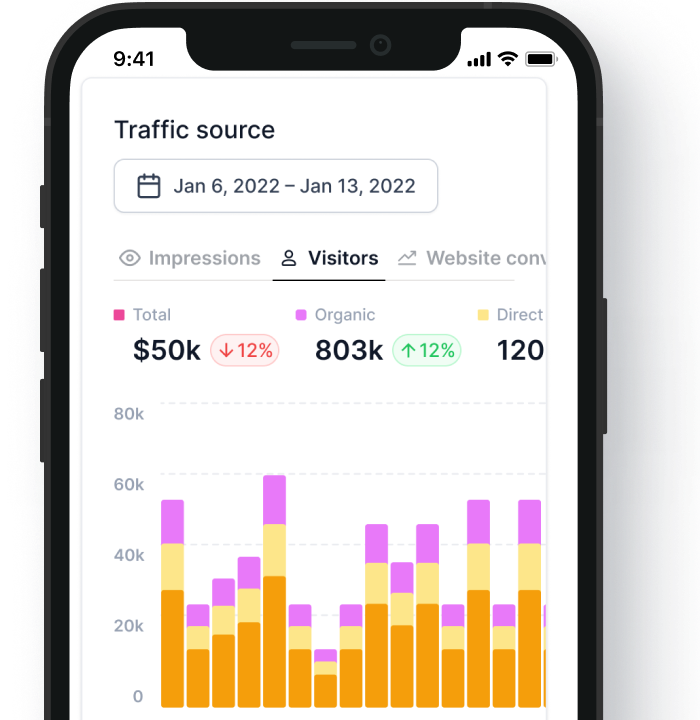 9:41
Traffic source
Jan 6, 2022 – Jan 13, 2022
Impressions Visitors Website conv
Total Organic Direct
$50k ↓12% 803k ↑12% 120
80k
60k
40k
20k
0